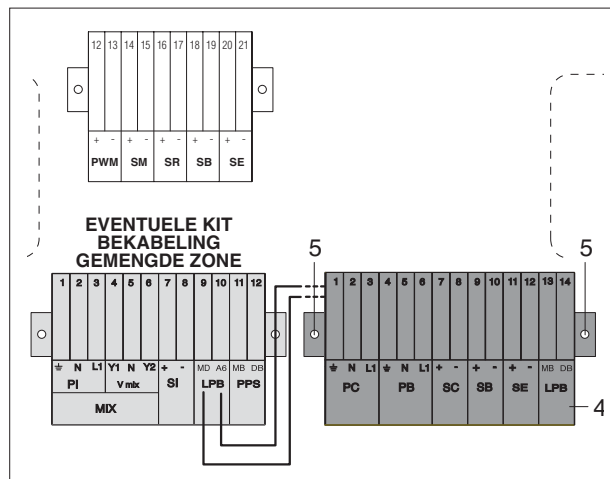 12 13 14 15 16 17 18 19 20 21
+ - + - + - + - + -
PWM SM SR SB SE
EVENTUELE KIT
BEKABELING
GEMENGDE ZONE
5 5
1 2 3 4 5 6 7 8 9 10 11 12
⏚ N L1 Y1 N Y2 + - MD A6 MB DB
PI V mix SI LPB PPS
MIX
1 2 3 4 5 6 7 8 9 10 11 12 13 14
⏚ N L1 ⏚ N L1 + - + - + - MB DB
PC PB SC SB SE LPB
4